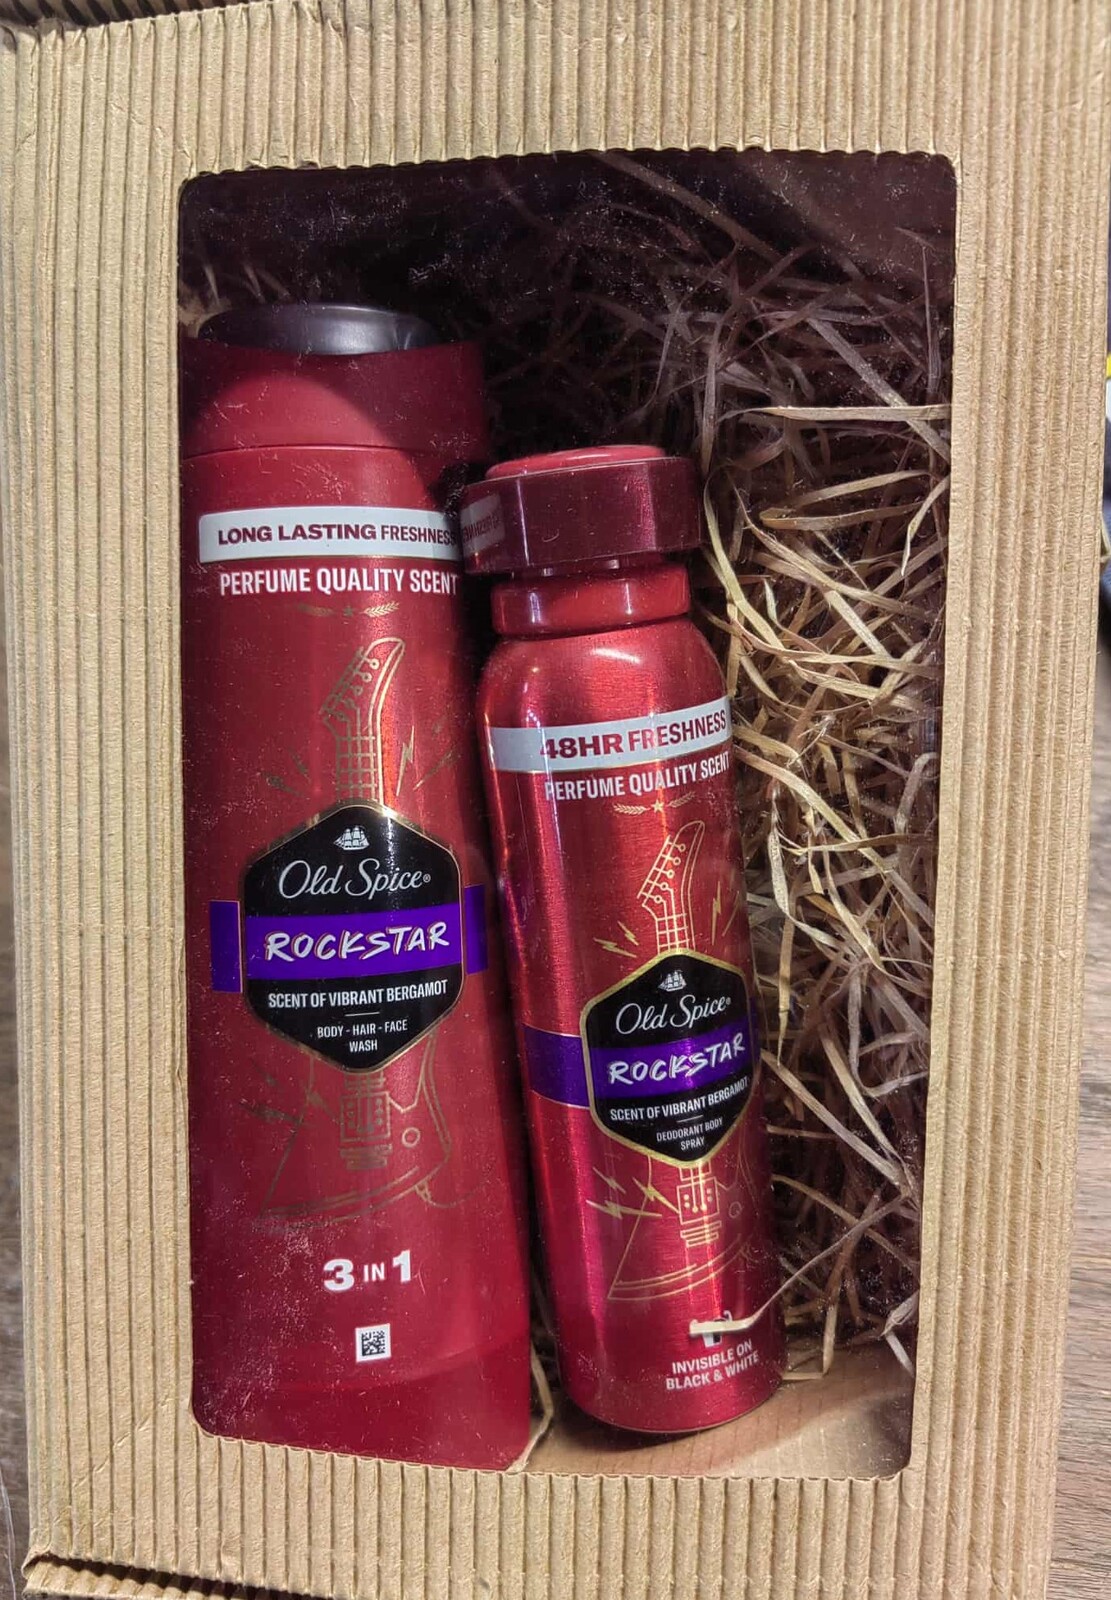 LONG LASTING FRESHNESS
PERFUME QUALITY SCENT
Old Spice®
ROCKSTAR
SCENT OF VIBRANT BERGAMOT
BODY - HAIR - FACE
WASH
3 IN 1
48HR FRESHNESS
PERFUME QUALITY SCENT
Old Spice®
ROCKSTAR
SCENT OF VIBRANT BERGAMOT
DEODORANT BODY
SPRAY
INVISIBLE ON
BLACK & WHITE